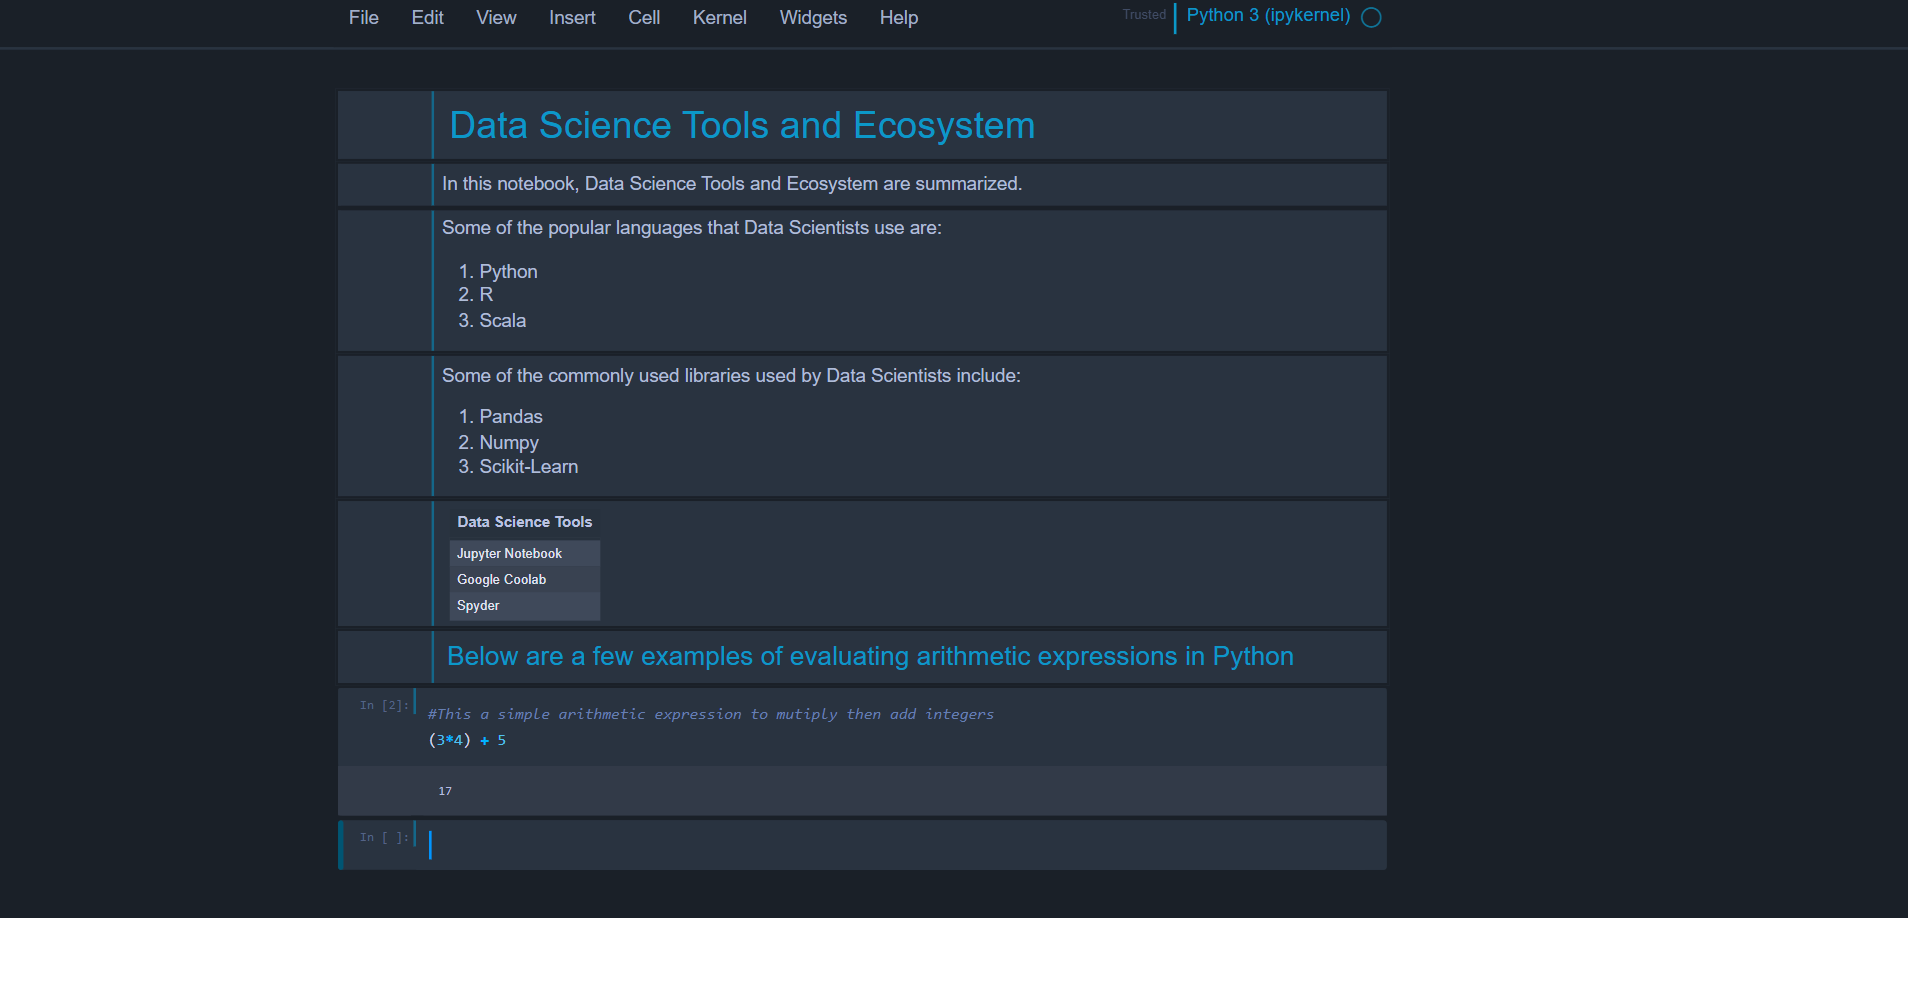 File Edit View Insert Cell Kernel Widgets Help Trusted Python 3 (ipykernel)
Data Science Tools and Ecosystem
In this notebook, Data Science Tools and Ecosystem are summarized.
Some of the popular languages that Data Scientists use are:
1. Python
2. R
3. Scala
Some of the commonly used libraries used by Data Scientists include:
1. Pandas
2. Numpy
3. Scikit-Learn
Data Science Tools
Jupyter Notebook
Google Coolab
Spyder
Below are a few examples of evaluating arithmetic expressions in Python
In [2]: #This a simple arithmetic expression to mutiply then add integers
(3*4) + 5
17
In [ ]: